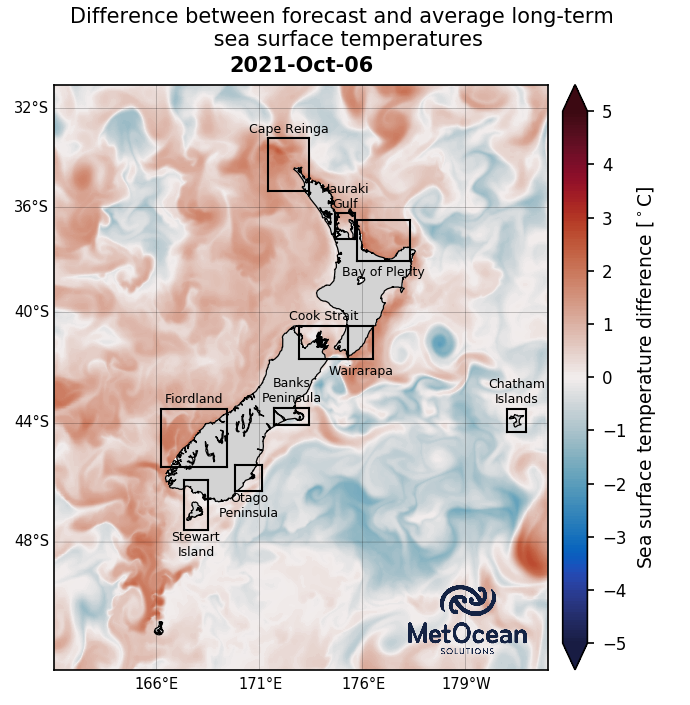 Difference between forecast and average long-term
sea surface temperatures
2021-Oct-06
32°S
36°S
40°S
44°S
48°S
166°E
171°E
176°E
179°W
Cape Reinga
Hauraki
Gulf
Bay of Plenty
Cook Strait
Wairarapa
Banks
Peninsula
Fiordland
Chatham
Islands
Otago
Peninsula
Stewart
Island
MetOcean
SOLUTIONS
5
4
3
2
1
0
−1
−2
−3
−4
−5
Sea surface temperature difference [°C]